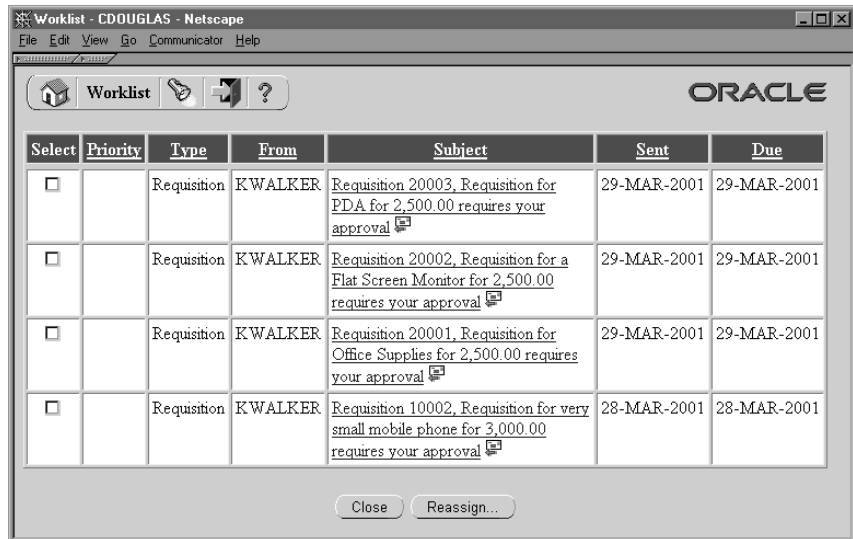 Worklist - CDOUGLAS - Netscape
File Edit View Go Communicator Help
Worklist
ORACLE
Select Priority Type From Subject Sent Due
Requisition KWALKER Requisition 20003, Requisition for 29-MAR-2001 29-MAR-2001
PDA for 2,500.00 requires your
approval
Requisition KWALKER Requisition 20002, Requisition for a 29-MAR-2001 29-MAR-2001
Flat Screen Monitor for 2,500.00
requires your approval
Requisition KWALKER Requisition 20001, Requisition for 29-MAR-2001 29-MAR-2001
Office Supplies for 2,500.00 requires
your approval
Requisition KWALKER Requisition 10002, Requisition for very 28-MAR-2001 28-MAR-2001
small mobile phone for 3,000.00
requires your approval
Close Reassign...